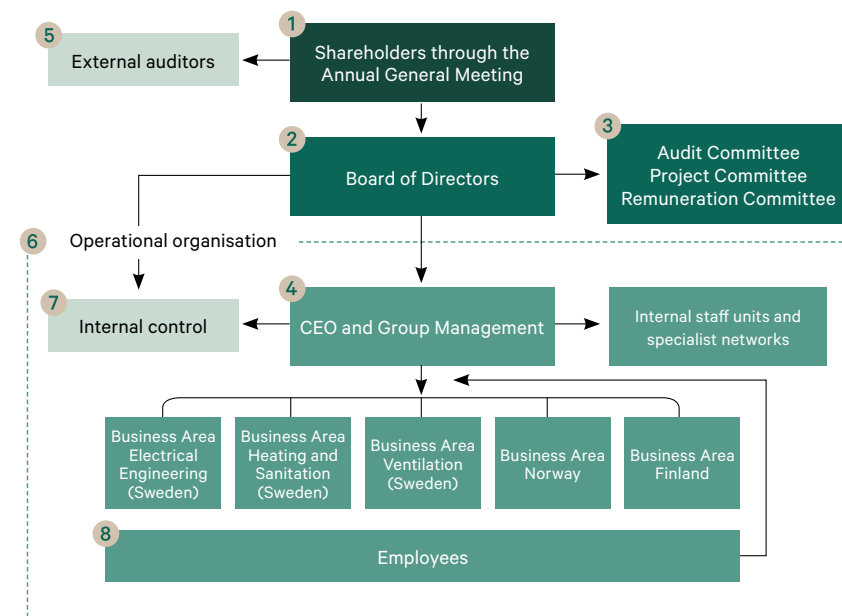 1
Shareholders through the
Annual General Meeting
5
External auditors
2
Board of Directors
3
Audit Committee
Project Committee
Remuneration Committee
6
Operational organisation
7
Internal control
4
CEO and Group Management
Internal staff units and
specialist networks
Business Area
Electrical
Engineering
(Sweden)
Business Area
Heating and
Sanitation
(Sweden)
Business Area
Ventilation
(Sweden)
Business Area
Norway
Business Area
Finland
8
Employees